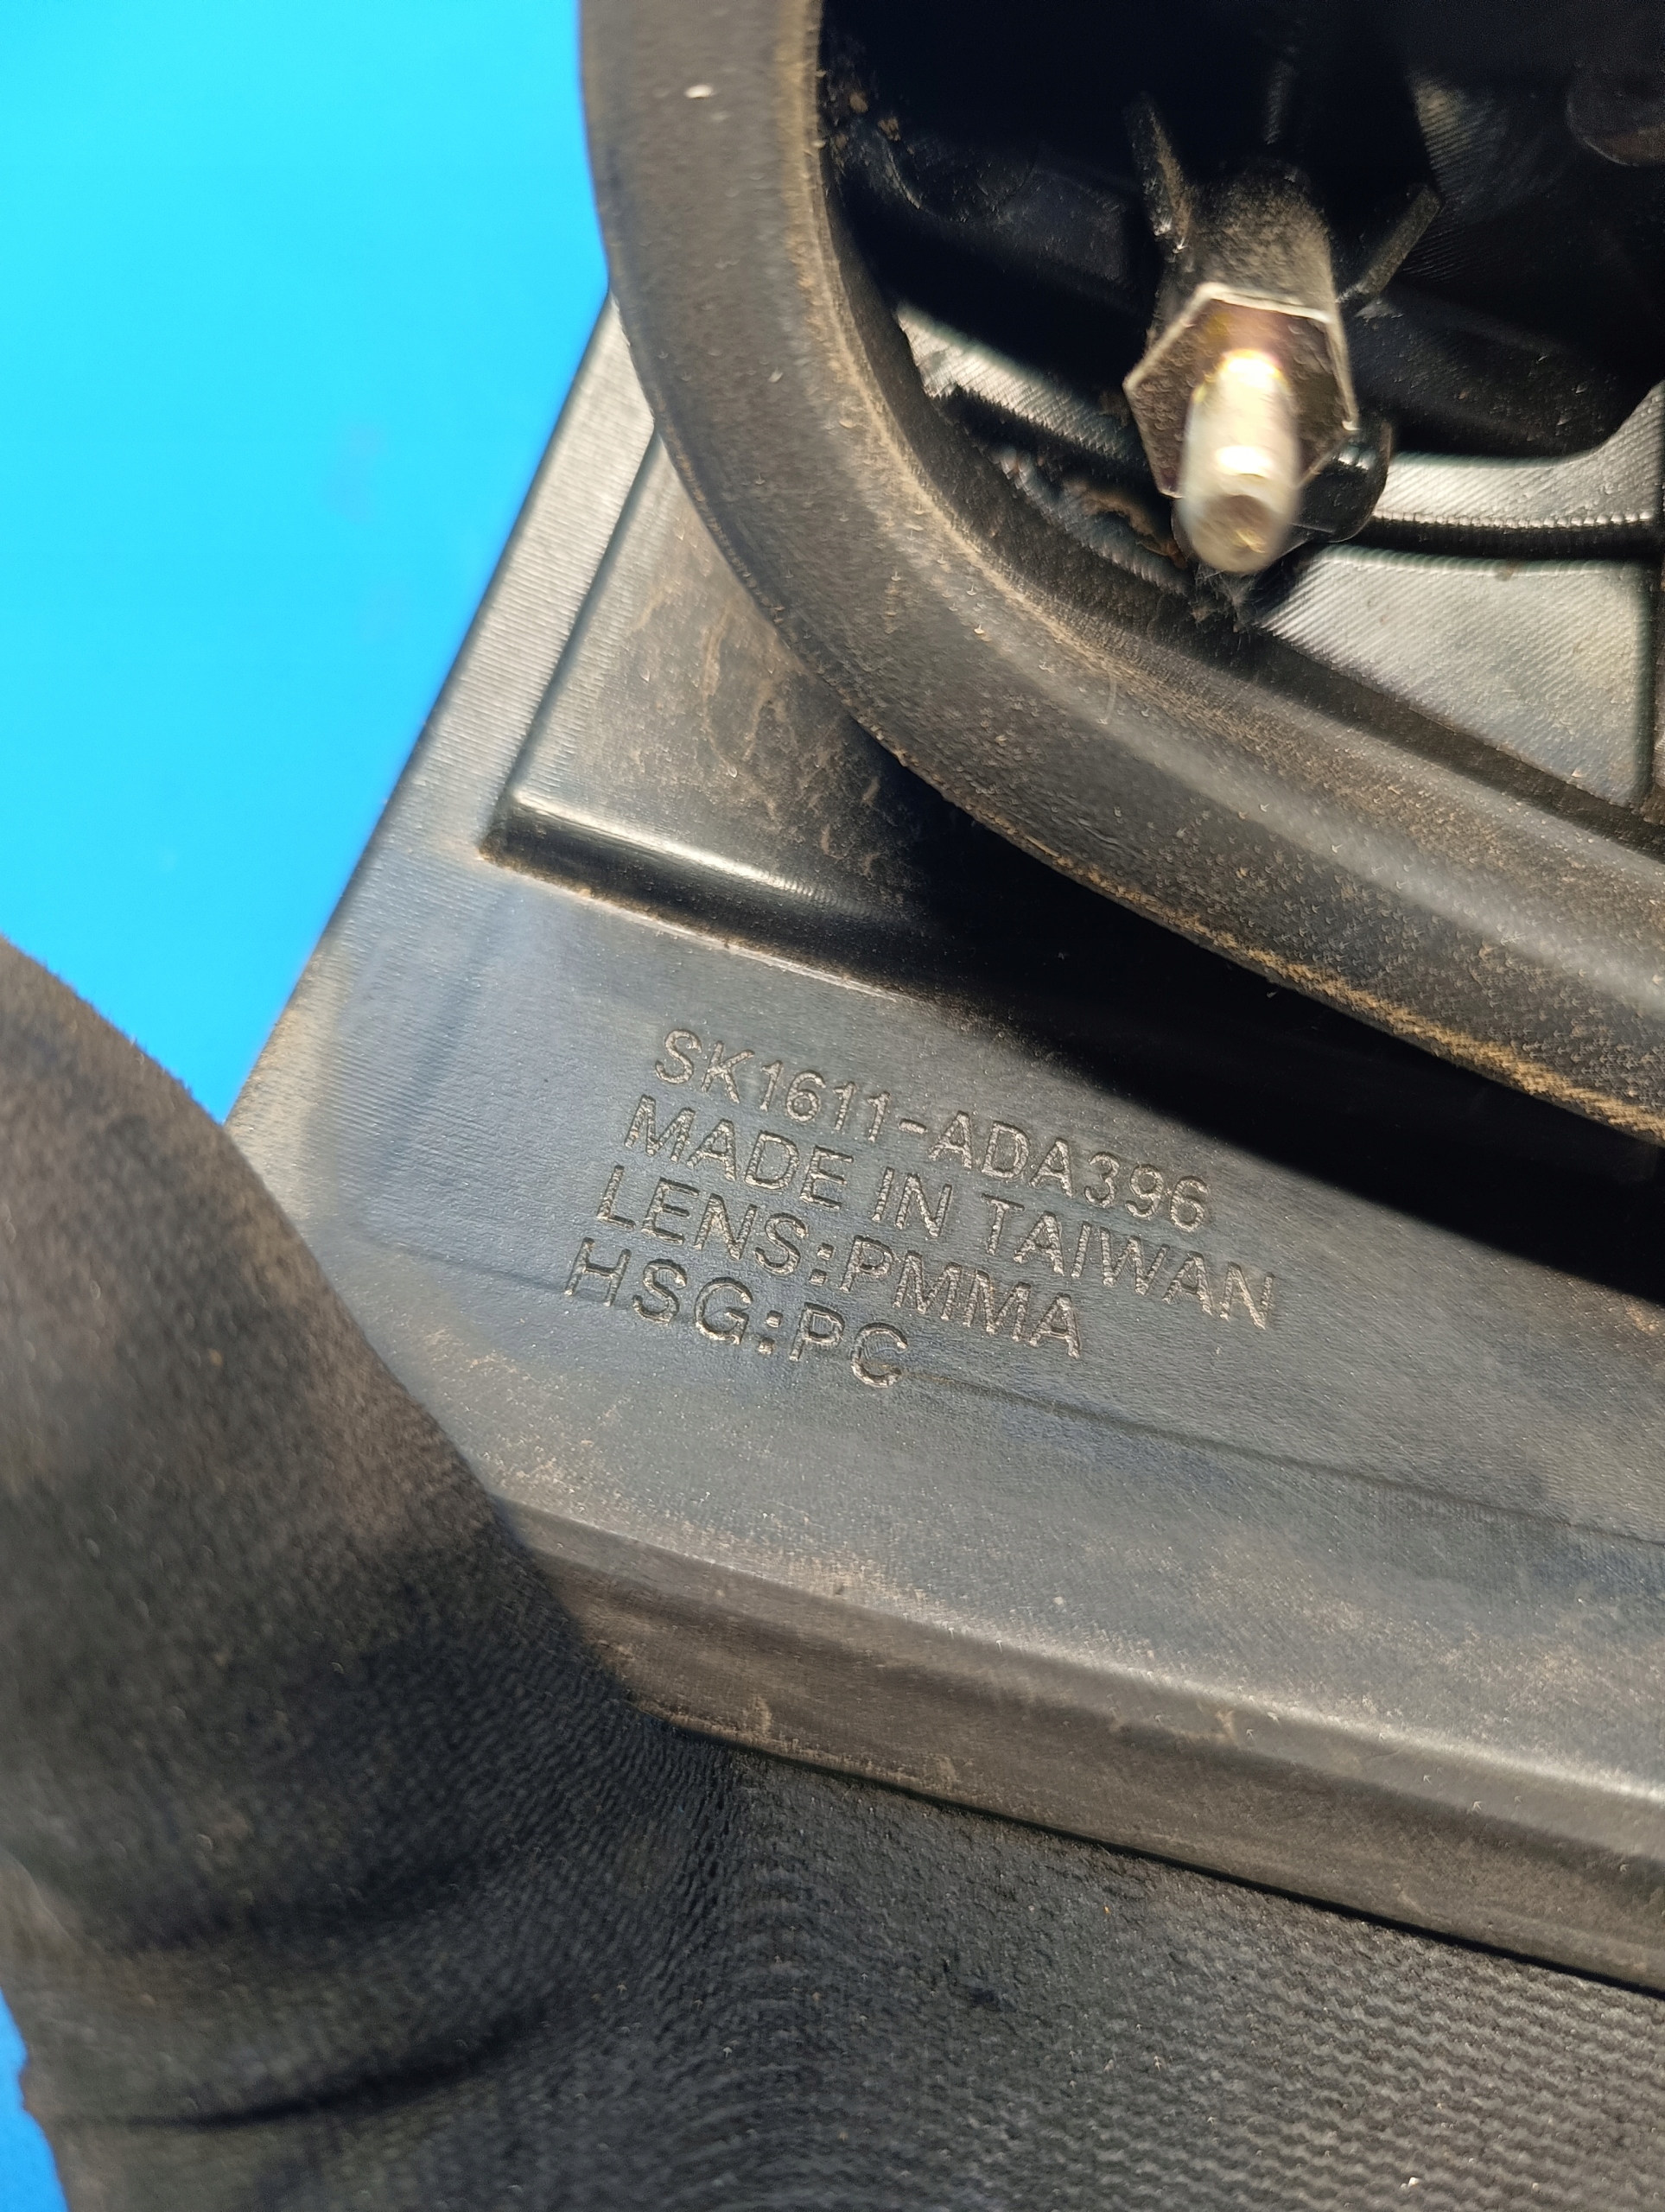 SK1611-ADA396
MADE IN TAIWAN
LENS:PMMA
HSG:PC